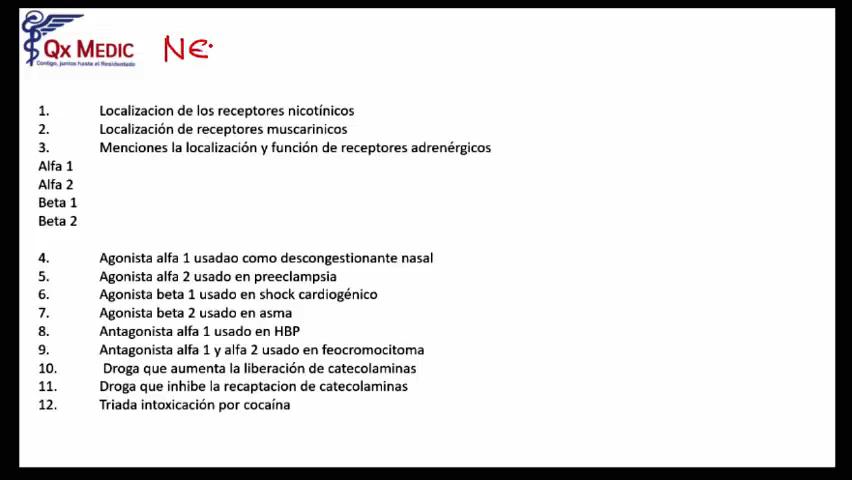 Qx MEDIC
Contigo, juntos hasta el Residentado
NE
1. Localizacion de los receptores nicotínicos
2. Localización de receptores muscarinicos
3. Menciones la localización y función de receptores adrenérgicos
Alfa 1
Alfa 2
Beta 1
Beta 2
4. Agonista alfa 1 usadao como descongestionante nasal
5. Agonista alfa 2 usado en preeclampsia
6. Agonista beta 1 usado en shock cardiogénico
7. Agonista beta 2 usado en asma
8. Antagonista alfa 1 usado en HBP
9. Antagonista alfa 1 y alfa 2 usado en feocromocitoma
10. Droga que aumenta la liberación de catecolaminas
11. Droga que inhibe la recaptacion de catecolaminas
12. Triada intoxicación por cocaína